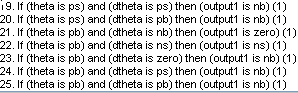 19. If (theta is ps) and (dtheta is ps) then (output1 is nb) (1)
20. If (theta is ps) and (dtheta is pb) then (output1 is nb) (1)
21. If (theta is pb) and (dtheta is nb) then (output1 is zero) (1)
22. If (theta is pb) and (dtheta is ns) then (output1 is ns) (1)
23. If (theta is pb) and (dtheta is zero) then (output1 is nb) (1)
24. If (theta is pb) and (dtheta is ps) then (output1 is nb) (1)
25. If (theta is pb) and (dtheta is pb) then (output1 is nb) (1)